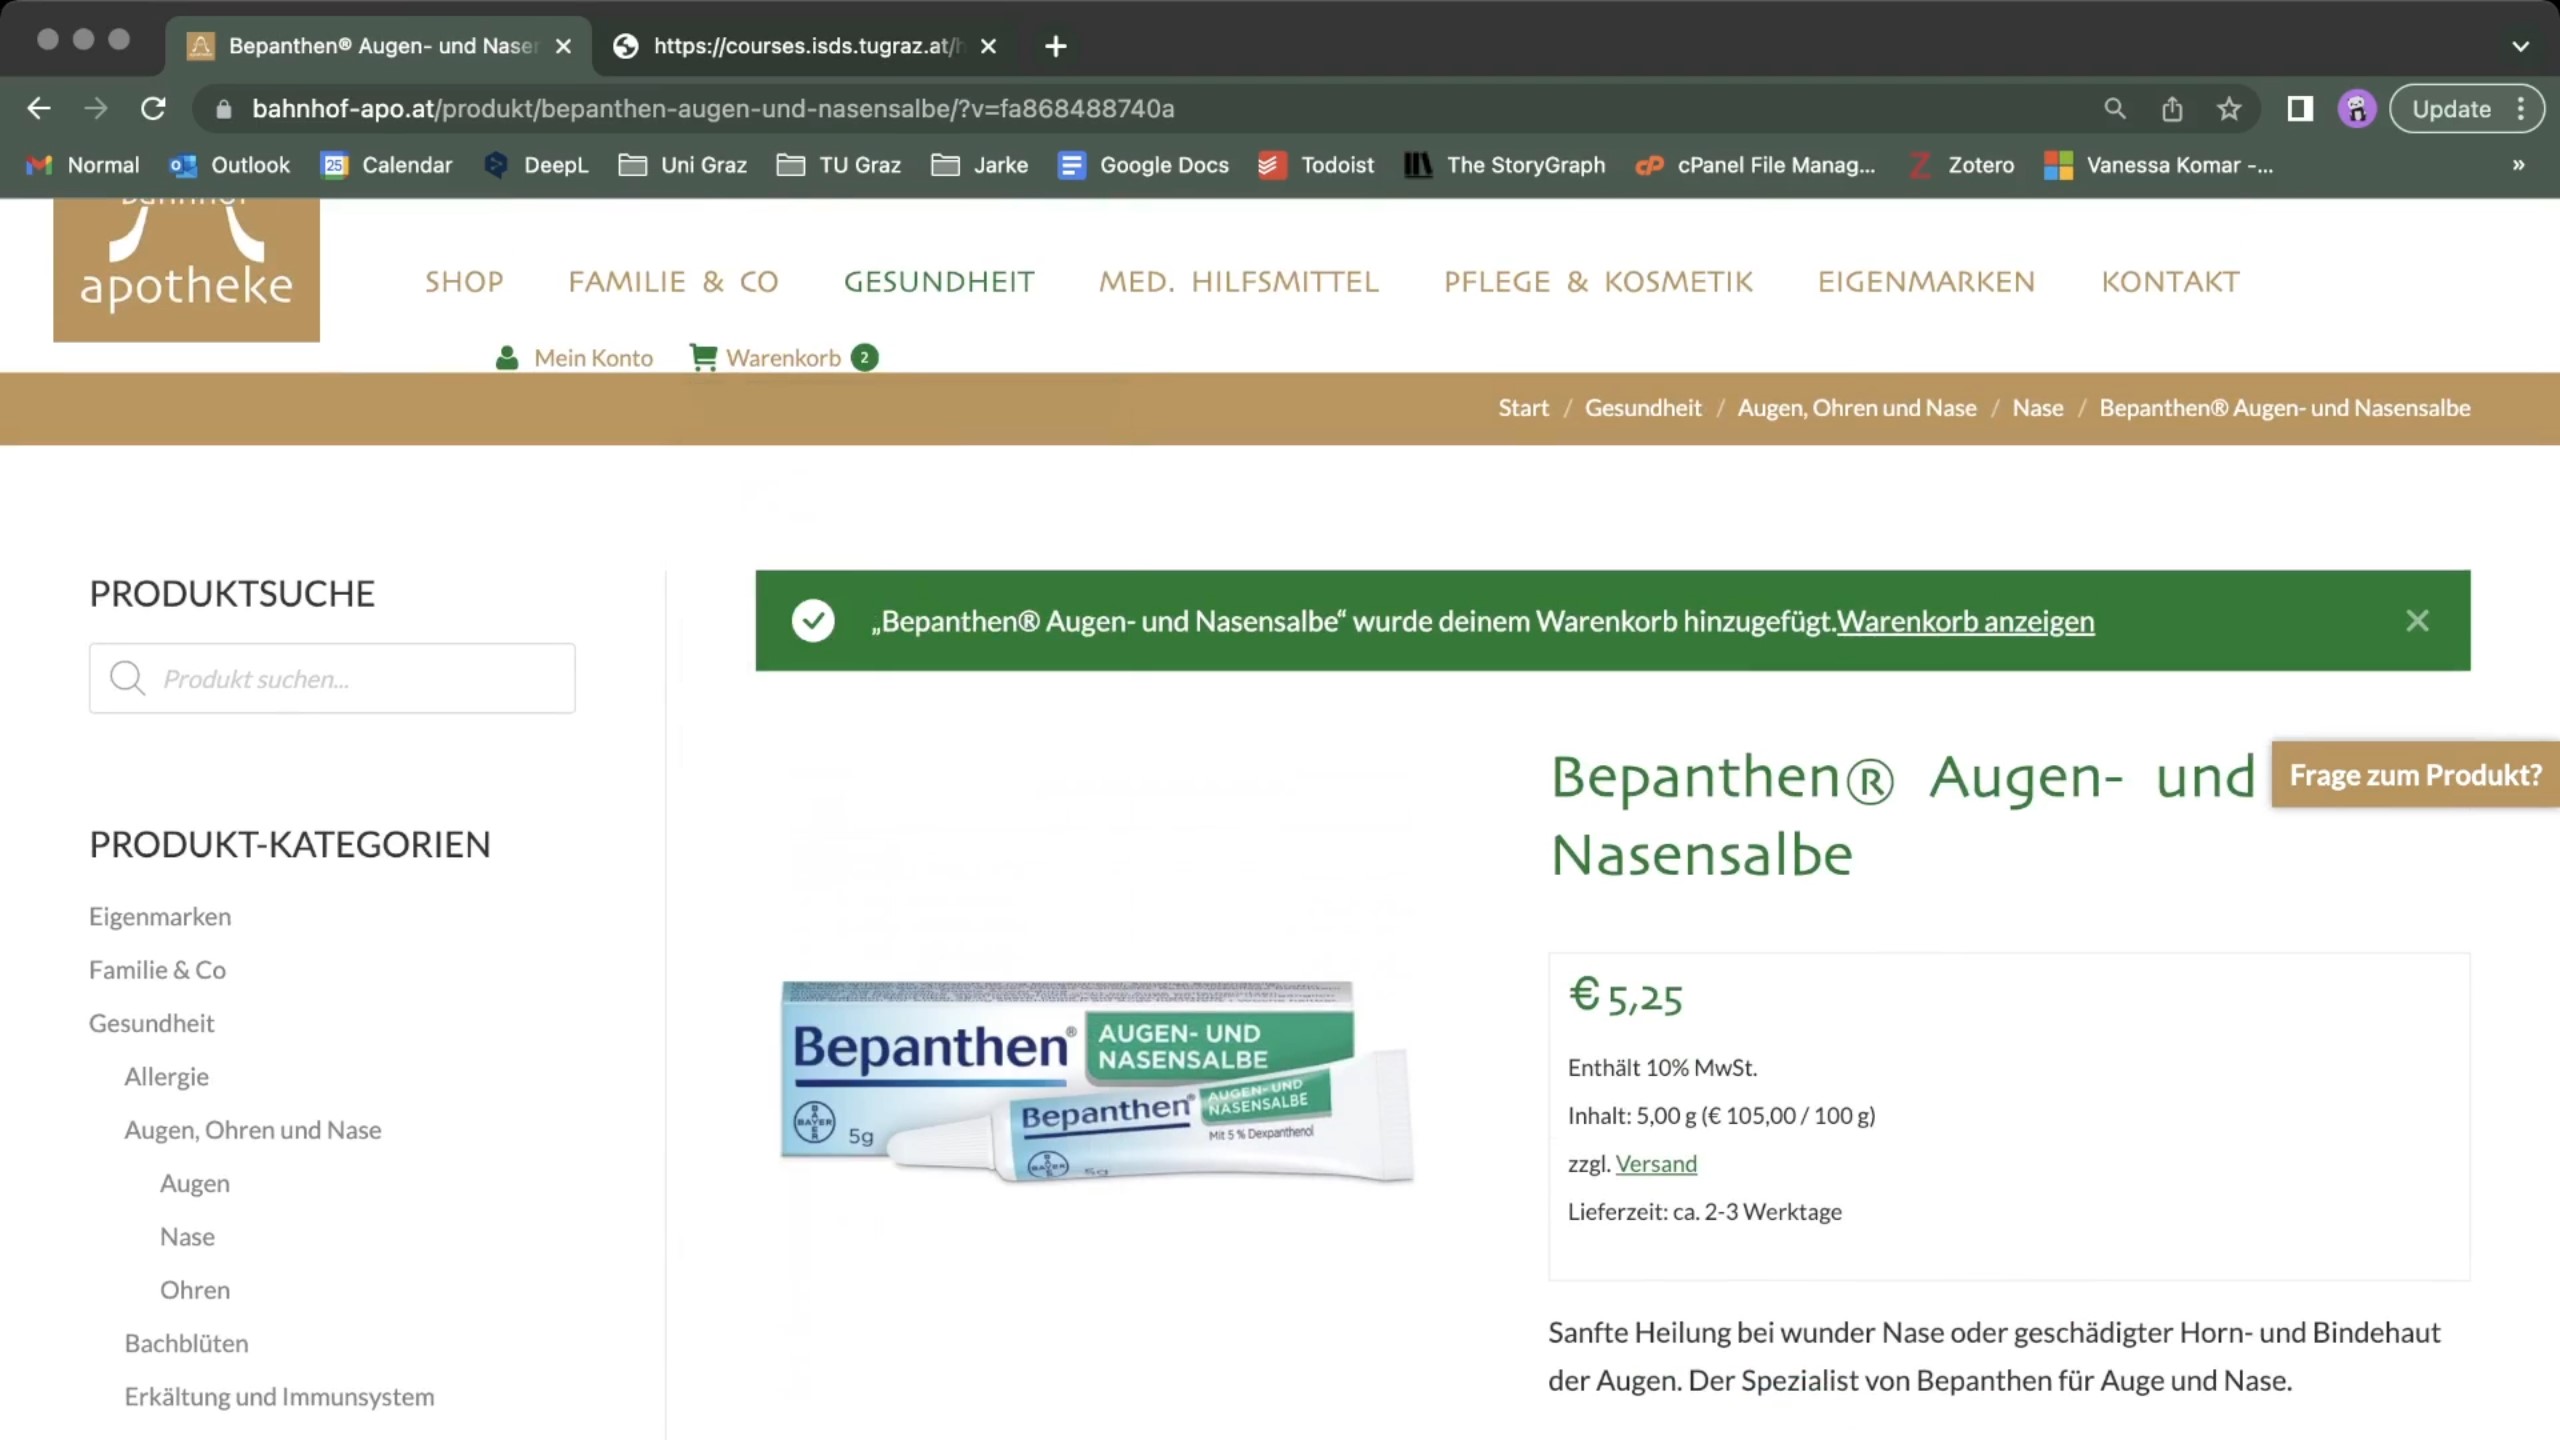 Bepanthen® Augen- und Nasen
https://courses.isds.tugraz.at/h
bahnhof-apo.at/produkt/bepanthen-augen-und-nasensalbe/?v=fa868488740a
Update
Normal
Outlook
25
Calendar
DeepL
Uni Graz
TU Graz
Jarke
Google Docs
Todoist
The StoryGraph
cPanel File Manag...
Zotero
Vanessa Komar -...
»
apotheke
SHOP
FAMILIE & CO
GESUNDHEIT
MED. HILFSMITTEL
PFLEGE & KOSMETIK
EIGENMARKEN
KONTAKT
Mein Konto
Warenkorb 2
Start / Gesundheit / Augen, Ohren und Nase / Nase / Bepanthen® Augen- und Nasensalbe
PRODUKTSUCHE
Produkt suchen...
PRODUKT-KATEGORIEN
Eigenmarken
Familie & Co
Gesundheit
Allergie
Augen, Ohren und Nase
Augen
Nase
Ohren
Bachblüten
Erkältung und Immunsystem
„Bepanthen® Augen- und Nasensalbe“ wurde deinem Warenkorb hinzugefügt.Warenkorb anzeigen
Bepanthen®
AUGEN- UND
NASENSALBE
BAYER
5g
Bepanthen®
AUGEN- UND
NASENSALBE
Mit 5 % Dexpanthenol
BAYER
5g
Bepanthen® Augen- und
Nasensalbe
Frage zum Produkt?
€ 5,25
Enthält 10% MwSt.
Inhalt: 5,00 g (€ 105,00 / 100 g)
zzgl. Versand
Lieferzeit: ca. 2-3 Werktage
Sanfte Heilung bei wunder Nase oder geschädigter Horn- und Bindehaut
der Augen. Der Spezialist von Bepanthen für Auge und Nase.